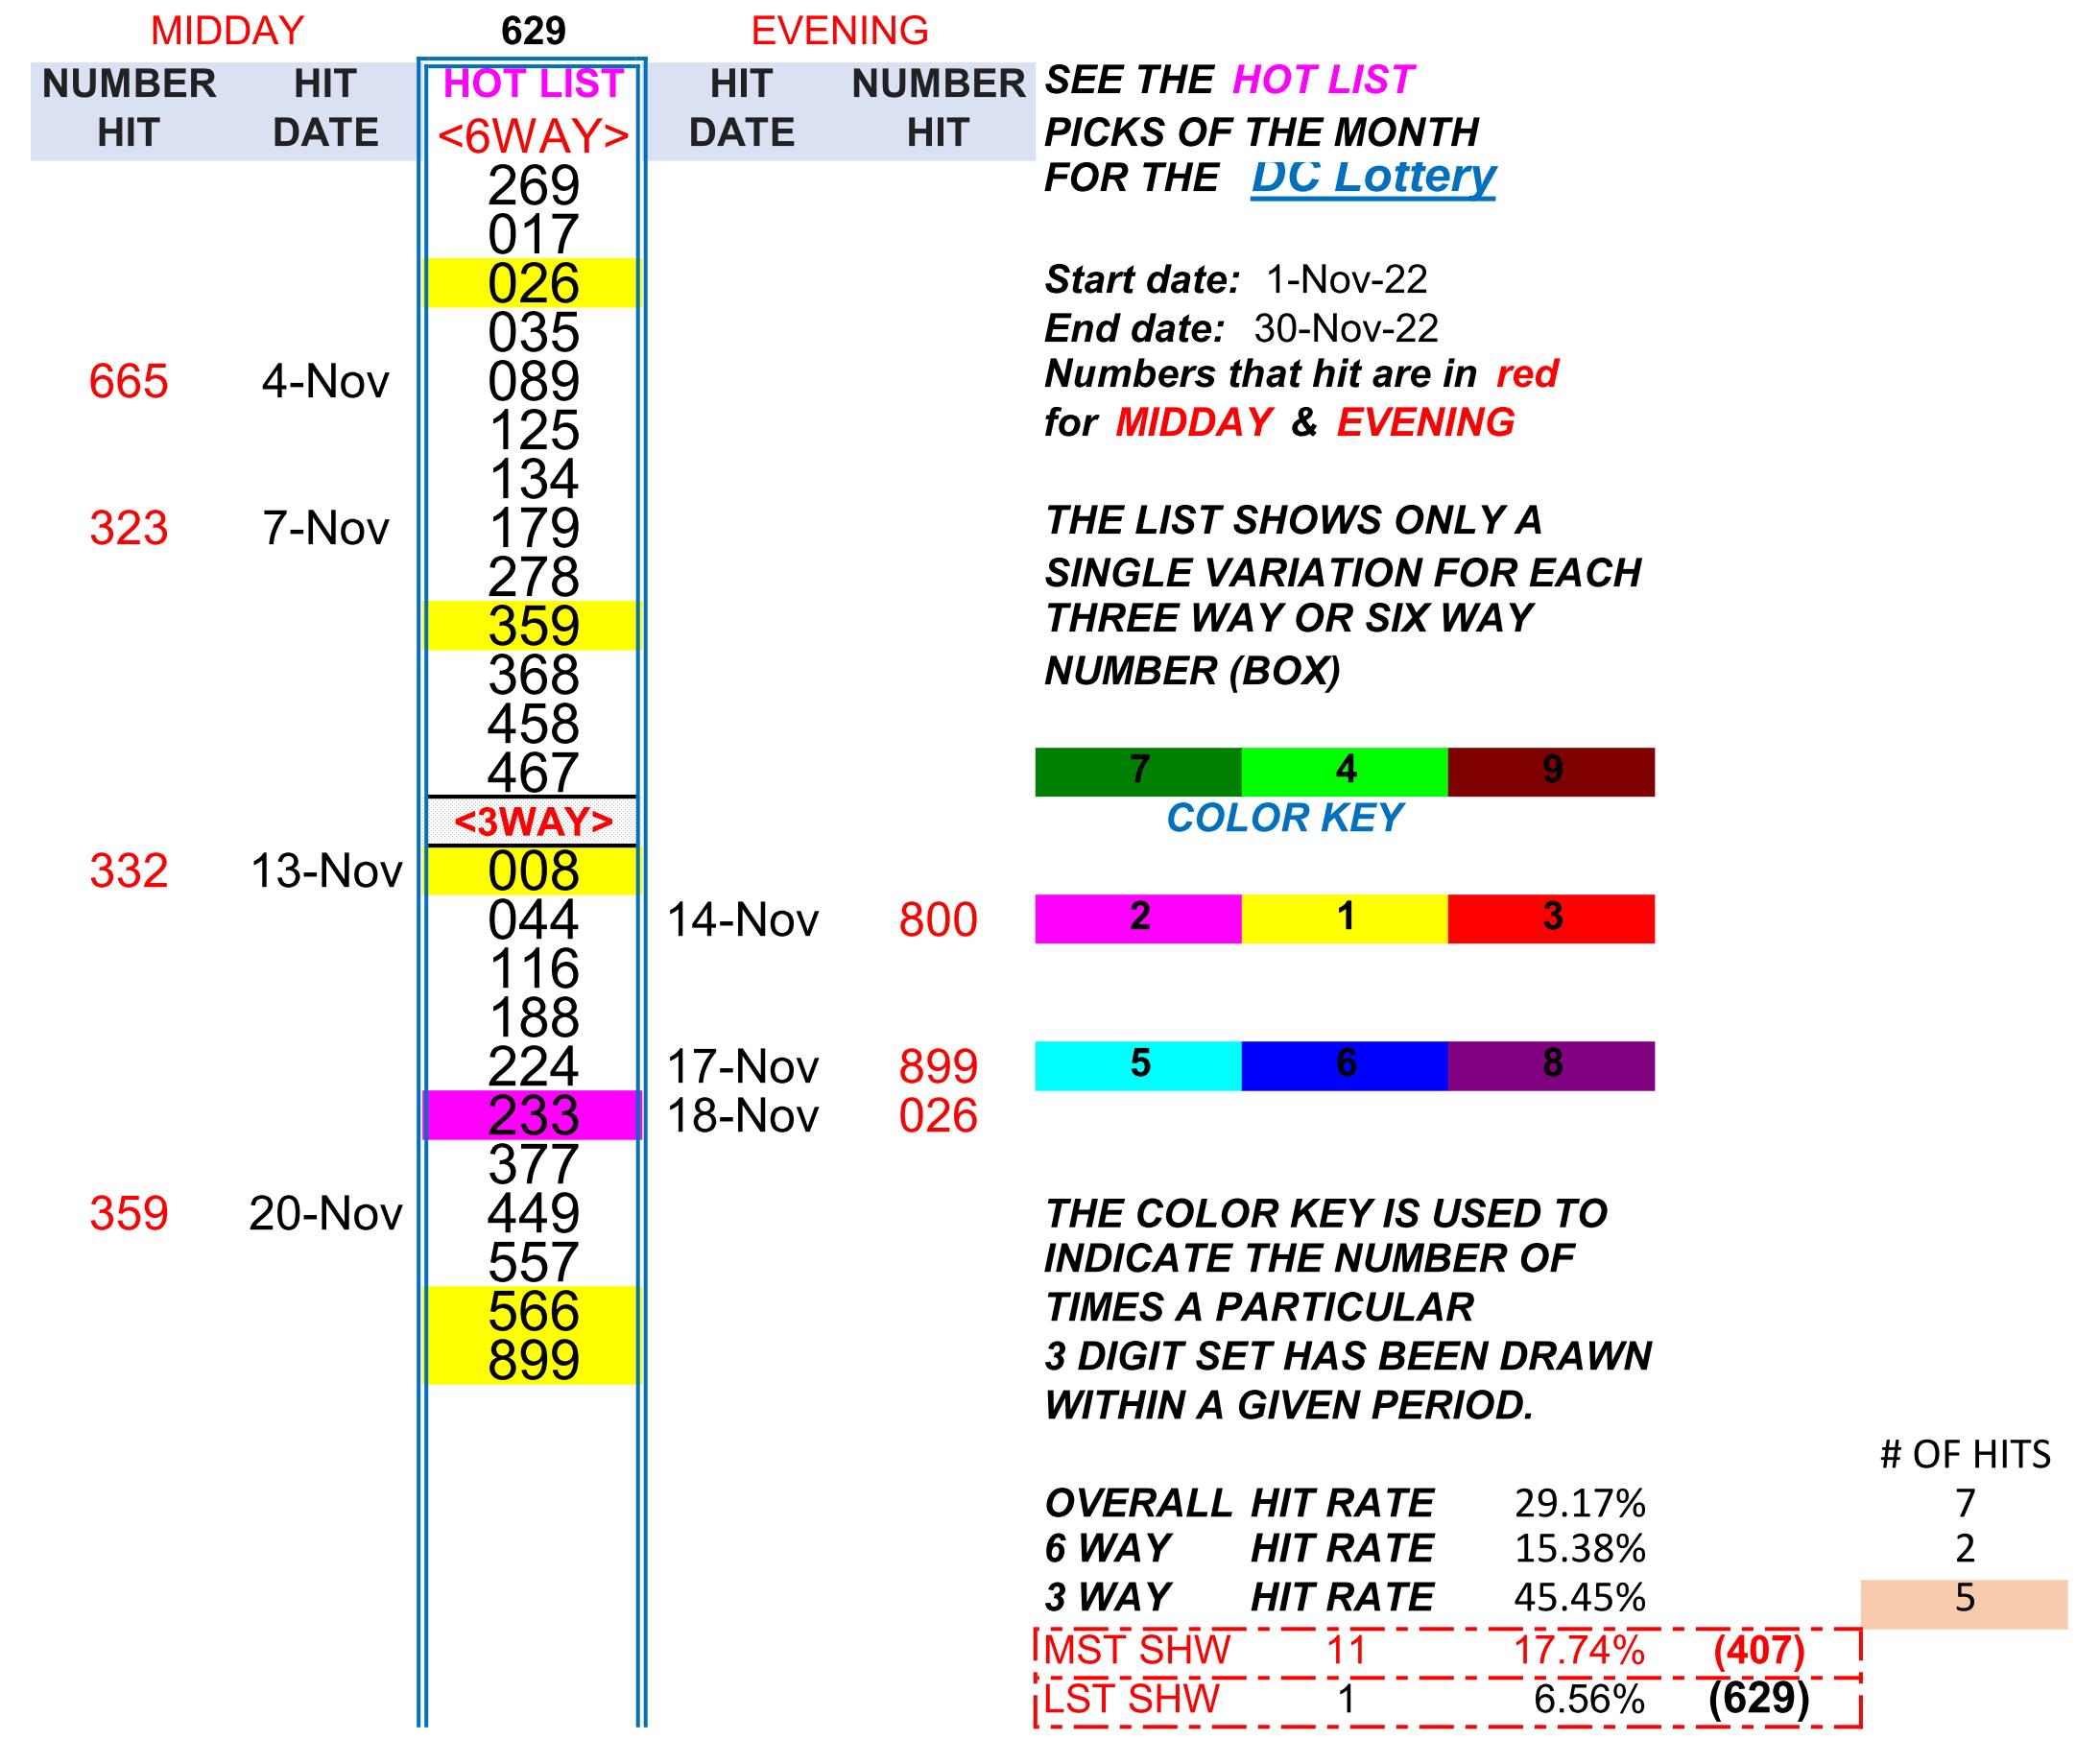 MIDDAY 629 EVENING
NUMBER HIT HOT LIST HIT NUMBER SEE THE HOT LIST
HIT DATE <6WAY> DATE HIT PICKS OF THE MONTH
269 FOR THE DC Lottery
017
026 Start date: 1-Nov-22
035 End date: 30-Nov-22
665 4-Nov 089 Numbers that hit are in red
125 for MIDDAY & EVENING
134
323 7-Nov 179 THE LIST SHOWS ONLY A
278 SINGLE VARIATION FOR EACH
359 THREE WAY OR SIX WAY
368 NUMBER (BOX)
458
467 7 4 9
<3WAY> COLOR KEY
332 13-Nov 008
044 14-Nov 800 2 1 3
116
188
224 17-Nov 899 5 6 8
233 18-Nov 026
377
359 20-Nov 449 THE COLOR KEY IS USED TO
557 INDICATE THE NUMBER OF
566 TIMES A PARTICULAR
899 3 DIGIT SET HAS BEEN DRAWN
WITHIN A GIVEN PERIOD.
# OF HITS
OVERALL HIT RATE 29.17% 7
6 WAY HIT RATE 15.38% 2
3 WAY HIT RATE 45.45% 5
MST SHW 11 17.74% (407)
LST SHW 1 6.56% (629)